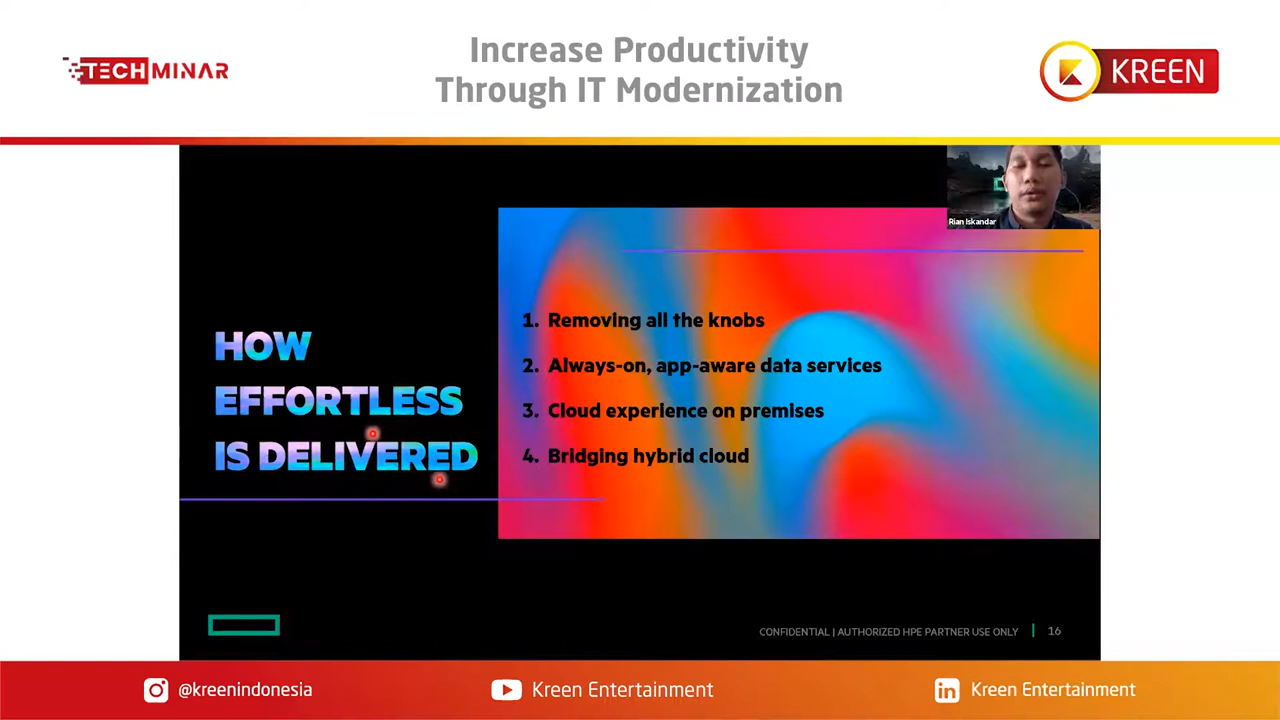 TECHMINAR
Increase Productivity
Through IT Modernization
KREEN
Rian Iskandar
HOW
EFFORTLESS
IS DELIVERED
1. Removing all the knobs
2. Always-on, app-aware data services
3. Cloud experience on premises
4. Bridging hybrid cloud
CONFIDENTIAL | AUTHORIZED HPE PARTNER USE ONLY | 16
@kreenindonesia
Kreen Entertainment
Kreen Entertainment